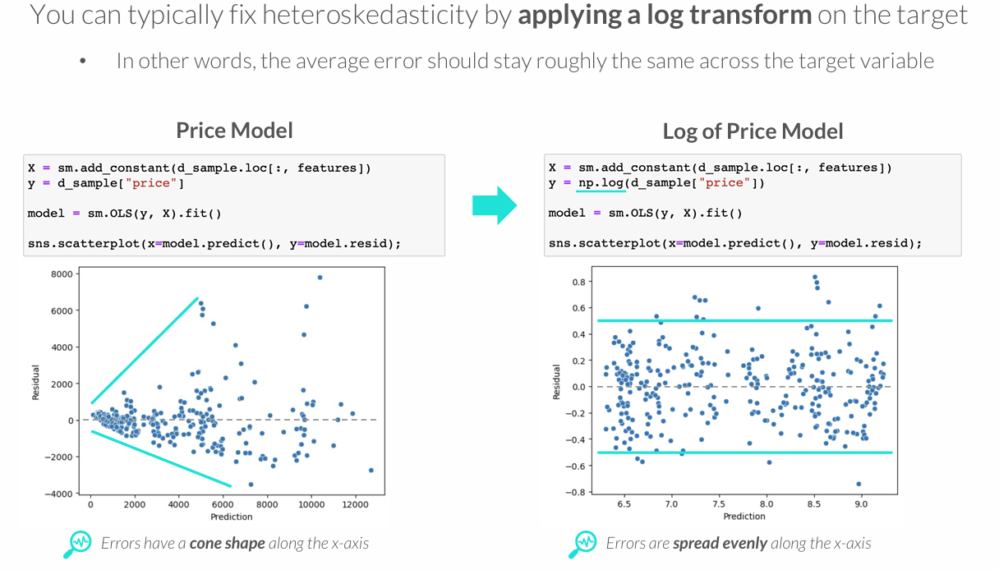 You can typically fix heteroskedasticity by applying a log transform on the target
• In other words, the average error should stay roughly the same across the target variable
Price Model
X = sm.add_constant(d_sample.loc[:, features])
y = d_sample["price"]
model = sm.OLS(y, X).fit()
sns.scatterplot(x=model.predict(), y=model.resid);
8000
6000
4000
2000
0
−2000
−4000
Residual
0 2000 4000 6000 8000 10000 12000
Prediction
Errors have a cone shape along the x-axis
Log of Price Model
X = sm.add_constant(d_sample.loc[:, features])
y = np.log(d_sample["price"])
model = sm.OLS(y, X).fit()
sns.scatterplot(x=model.predict(), y=model.resid);
0.8
0.6
0.4
0.2
0.0
−0.2
−0.4
−0.6
−0.8
Residual
6.5 7.0 7.5 8.0 8.5 9.0
Prediction
Errors are spread evenly along the x-axis